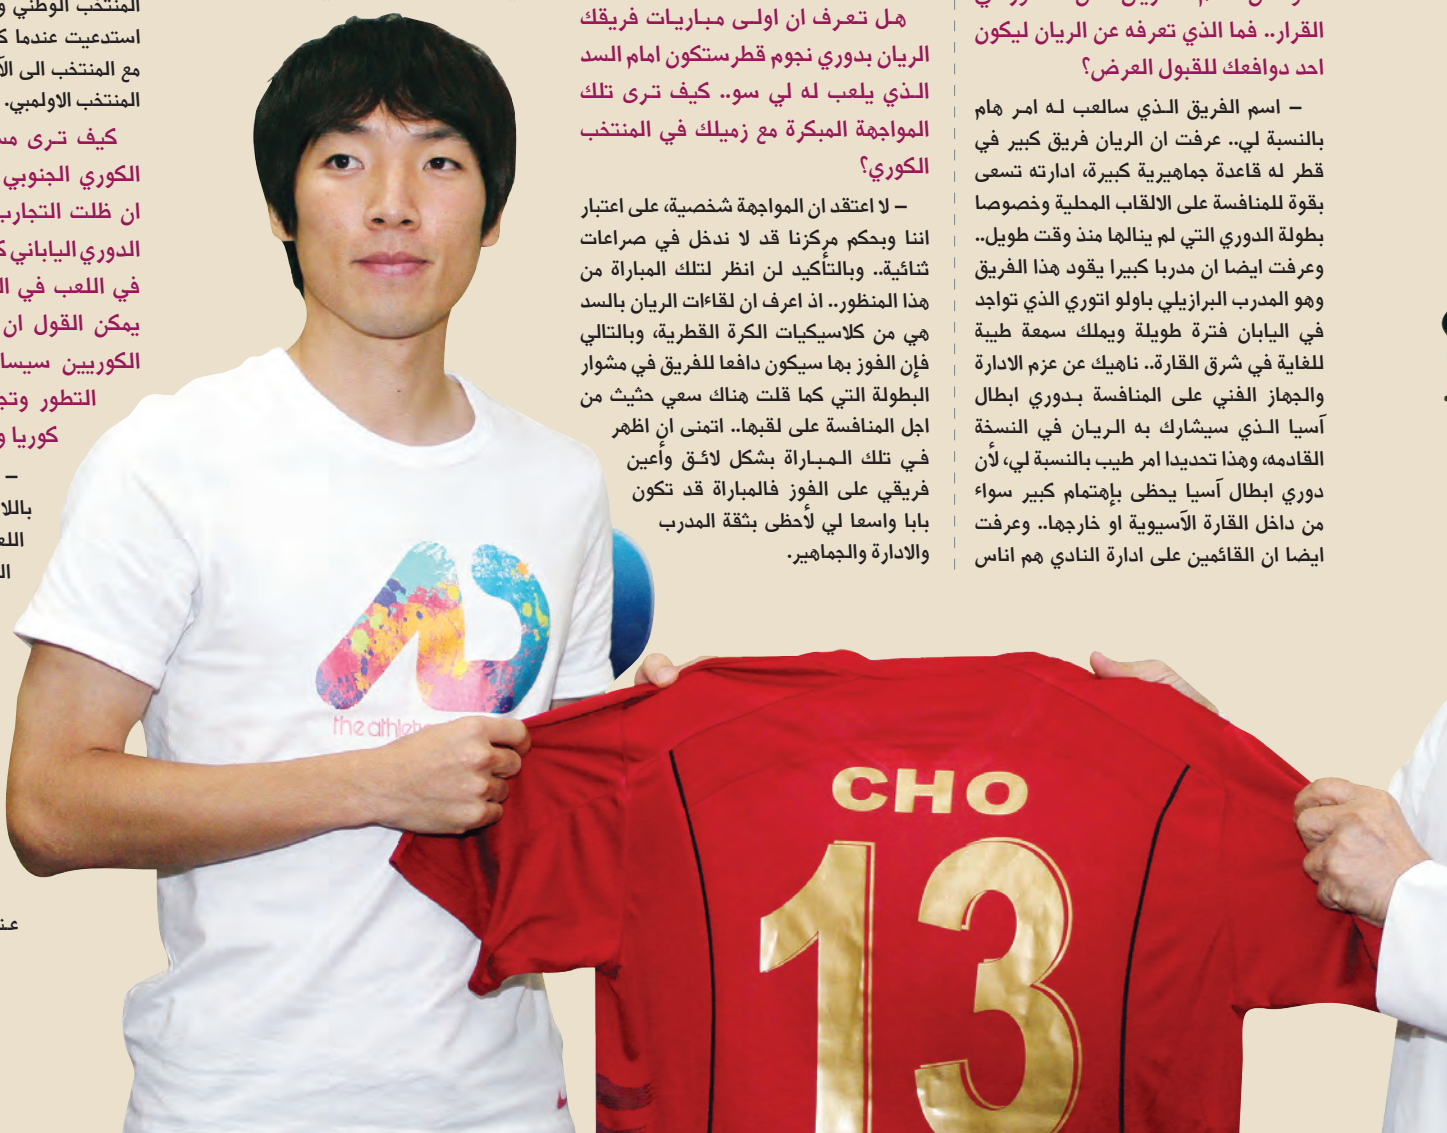 القرار.. فما الذي تعرفه عن الريان ليكون
احد دوافعك للقبول العرض؟
– اسم الفريق الذي سالعب له امر هام
بالنسبة لي.. عرفت ان الريان فريق كبير في
قطر له قاعدة جماهيرية كبيرة، ادارته تسعى
بقوة للمنافسة على الالقاب المحلية وخصوصا
بطولة الدوري التي لم ينالها منذ وقت طويل..
وعرفت ايضا ان مدربا كبيرا يقود هذا الفريق
وهو المدرب البرازيلي باولو اتوري الذي تواجد
في اليابان فترة طويلة ويملك سمعة طيبة
للغاية في شرق القارة.. ناهيك عن عزم الادارة
والجهاز الفني على المنافسة بدوري ابطال
آسيا الذي سيشارك به الريان في النسخة
القادمه، وهذا تحديدا امر طيب بالنسبة لي، لأن
دوري ابطال آسيا يحظى بإهتمام كبير سواء
من داخل القارة الآسيوية او خارجها.. وعرفت
ايضا ان القائمين على ادارة النادي هم اناس
هل تعرف ان اولى مباريات فريقك
الريان بدوري نجوم قطرستكون امام السد
الذي يلعب له لي سو.. كيف ترى تلك
المواجهة المبكرة مع زميلك في المنتخب
الكوري؟
– لا اعتقد ان المواجهة شخصية، على اعتبار
اننا وبحكم مركزنا قد لا ندخل في صراعات
ثنائية.. وبالتأكيد لن انظر لتلك المباراة من
هذا المنظور.. اذ اعرف ان لقاءات الريان بالسد
هي من كلاسيكيات الكرة القطرية، وبالتالي
فإن الفوز بها سيكون دافعا للفريق في مشوار
البطولة التي كما قلت هناك سعي حثيث من
اجل المنافسة على لقبها.. اتمنى ان اظهر
في تلك المباراة بشكل لائق وأعين
فريقي على الفوز فالمباراة قد تكون
بابا واسعا لي لأحظى بثقة المدرب
والادارة والجماهير.
المنتخب الوطني
استدعيت عندما
مع المنتخب الى
المنتخب الاولمبي.
كيف ترى
الكوري الجنوبي
ان ظلت التجارب
الدوري الياباني
في اللعب في
يمكن القول ان
الكوريين
التطور
كوريا
–
the
CHO
13